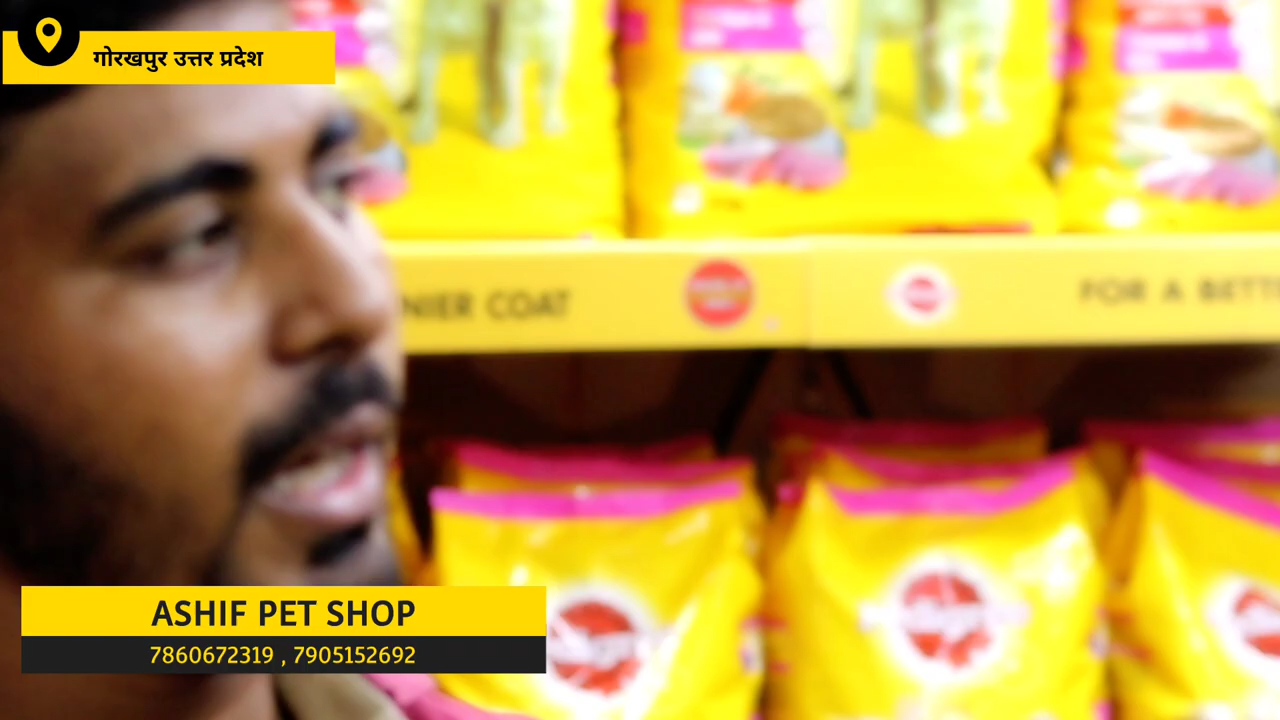 गोरखपुर उत्तर प्रदेश
NIER COAT
FOR A BETT
ASHIF PET SHOP
7860672319 , 7905152692